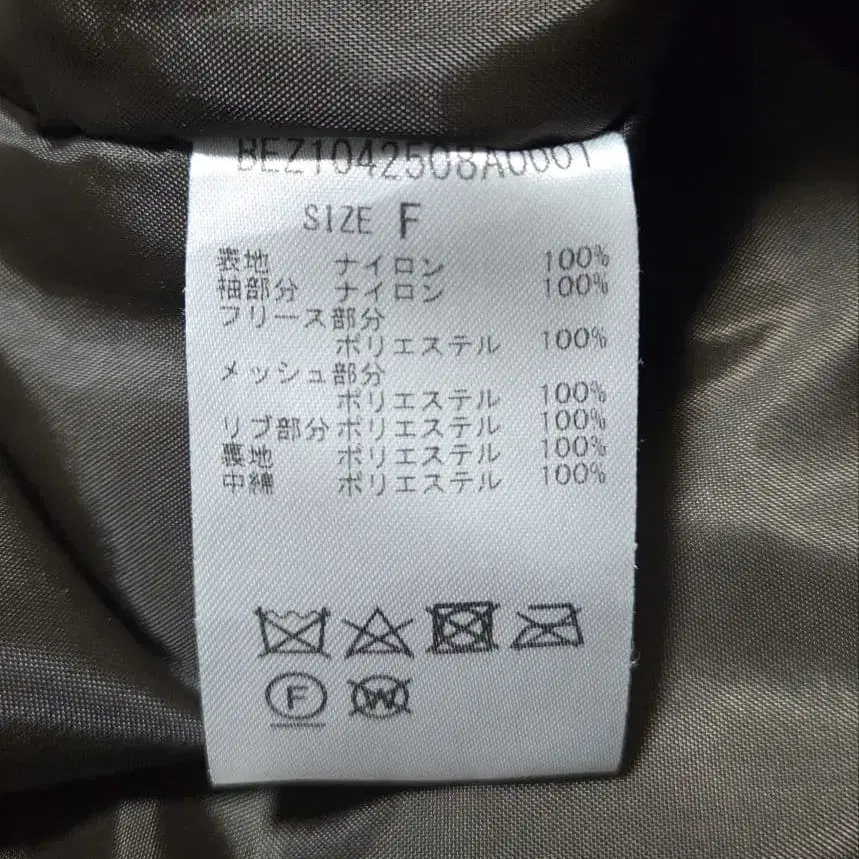 BEZ1042508A0001
SIZE F
表地 ナイロン 100%
袖部分 ナイロン 100%
フリース部分
ポリエステル 100%
メッシュ部分
ポリエステル 100%
リブ部分 ポリエステル 100%
裏地 ポリエステル 100%
中綿 ポリエステル 100%
F W